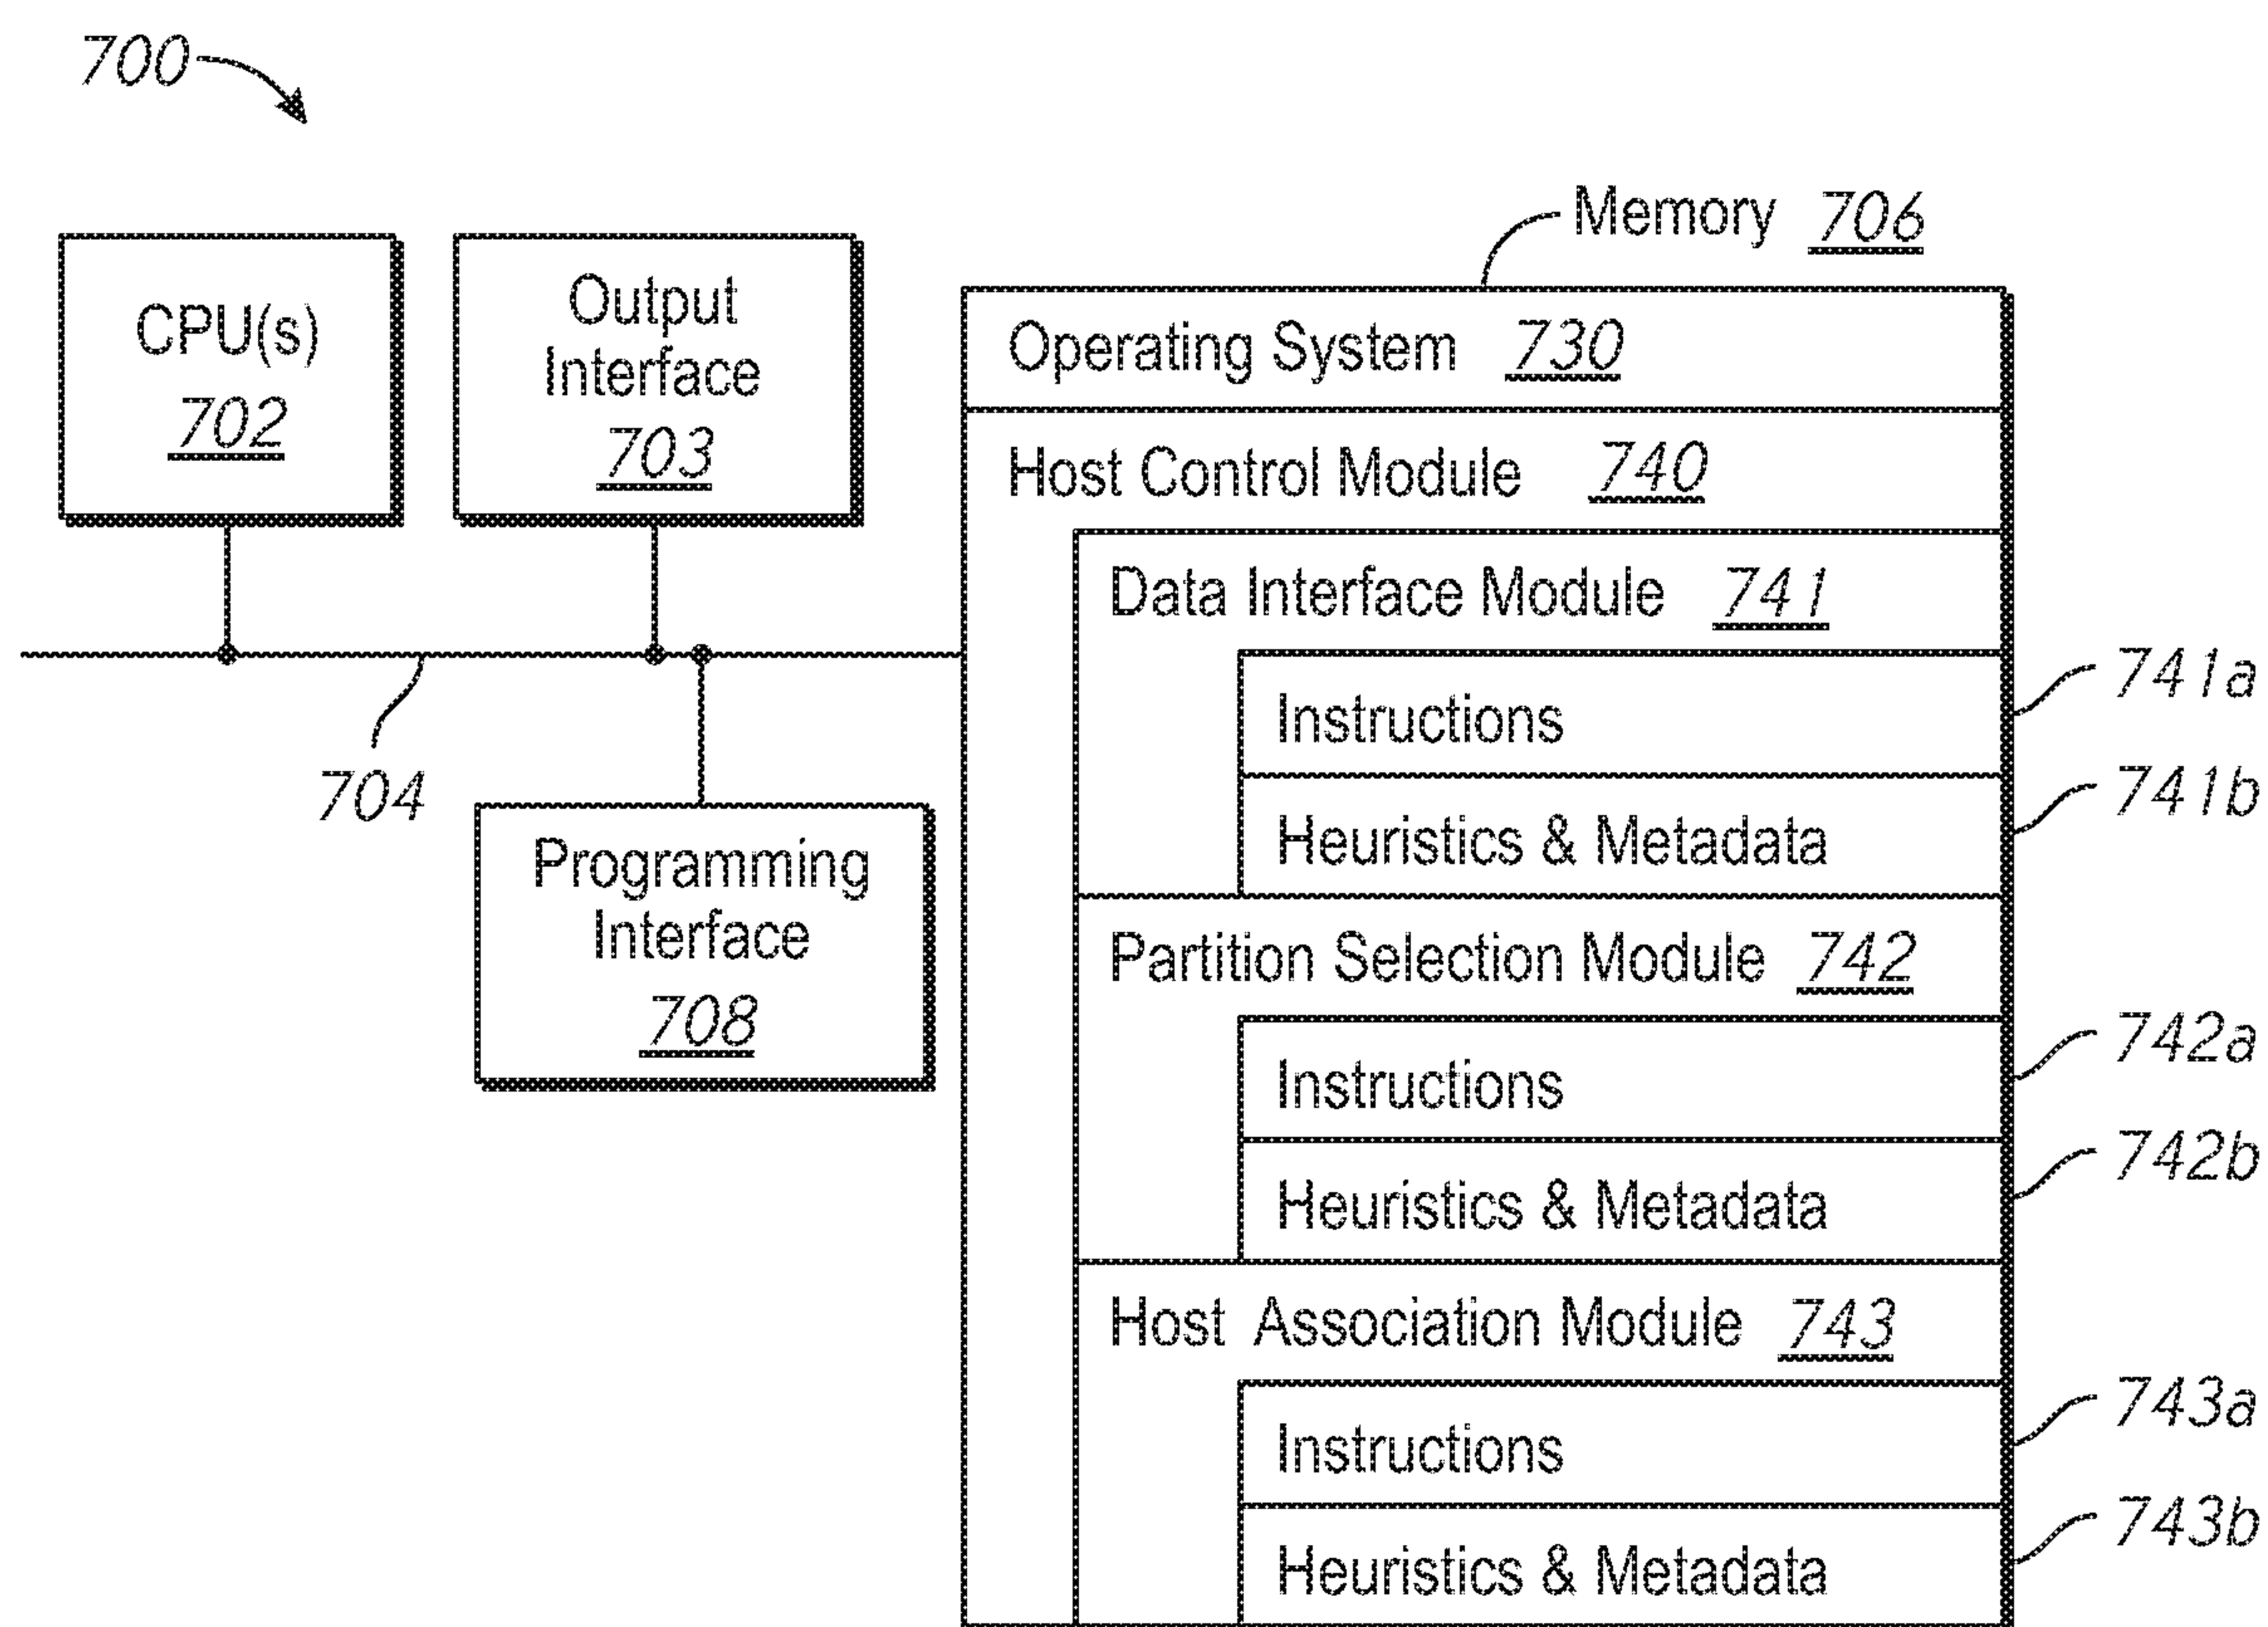 700
Memory 706
CPU(s)
702
Output
Interface
703
704
Programming
Interface
708
Operating System 730
Host Control Module 740
Data Interface Module 741
Instructions
741a
Heuristics & Metadata
741b
Partition Selection Module 742
Instructions
742a
Heuristics & Metadata
742b
Host Association Module 743
Instructions
743a
Heuristics & Metadata
743b